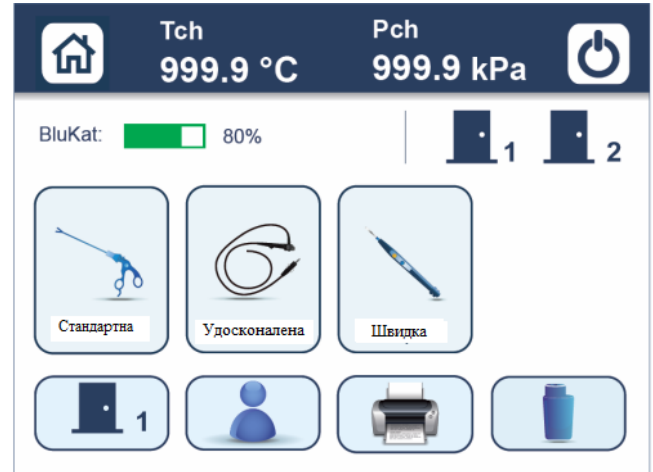 Tch Pch
999.9 °C 999.9 kPa
BluKat: 80% 1 2
Стандартна Удосконалена Швидка
1